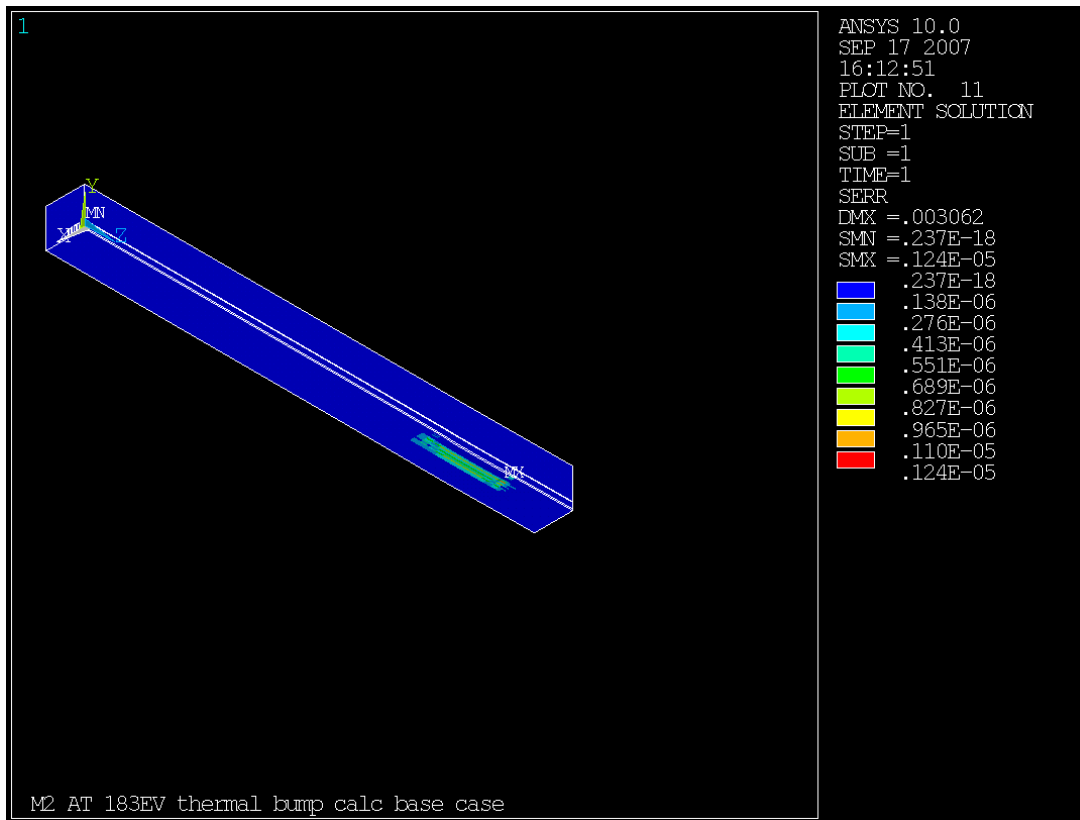 1
ANSYS 10.0
SEP 17 2007
16:12:51
PLOT NO. 11
ELEMENT SOLUTION
STEP=1
SUB =1
TIME=1
SERR
DMX =.003062
SMN =.237E-18
SMX =.124E-05
.237E-18
.138E-06
.276E-06
.413E-06
.551E-06
.689E-06
.827E-06
.965E-06
.110E-05
.124E-05
Y
MN
X
Z
MX
M2 AT 183EV thermal bump calc base case